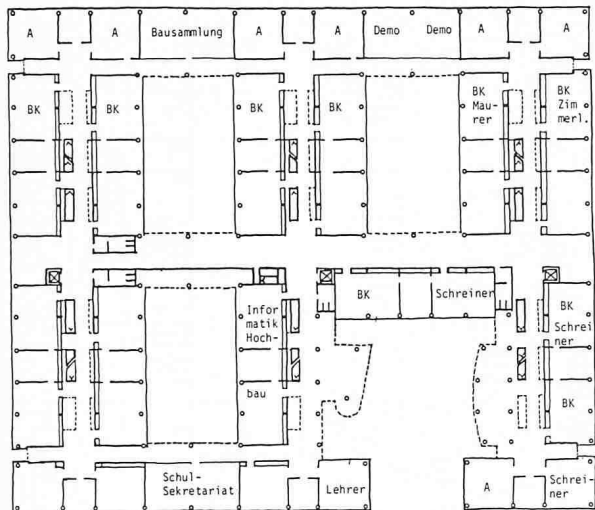 A
A
Bausammlung
A
A
Demo Demo
A
A
BK
BK
BK
BK
BK
Mau-
rer
BK
Zim
merl.
Infor
matik
Hoch-
bau
BK
Schreiner
BK
Schrei
ner
BK
Schul-
Sekretariat
Lehrer
A
Schrei-
ner